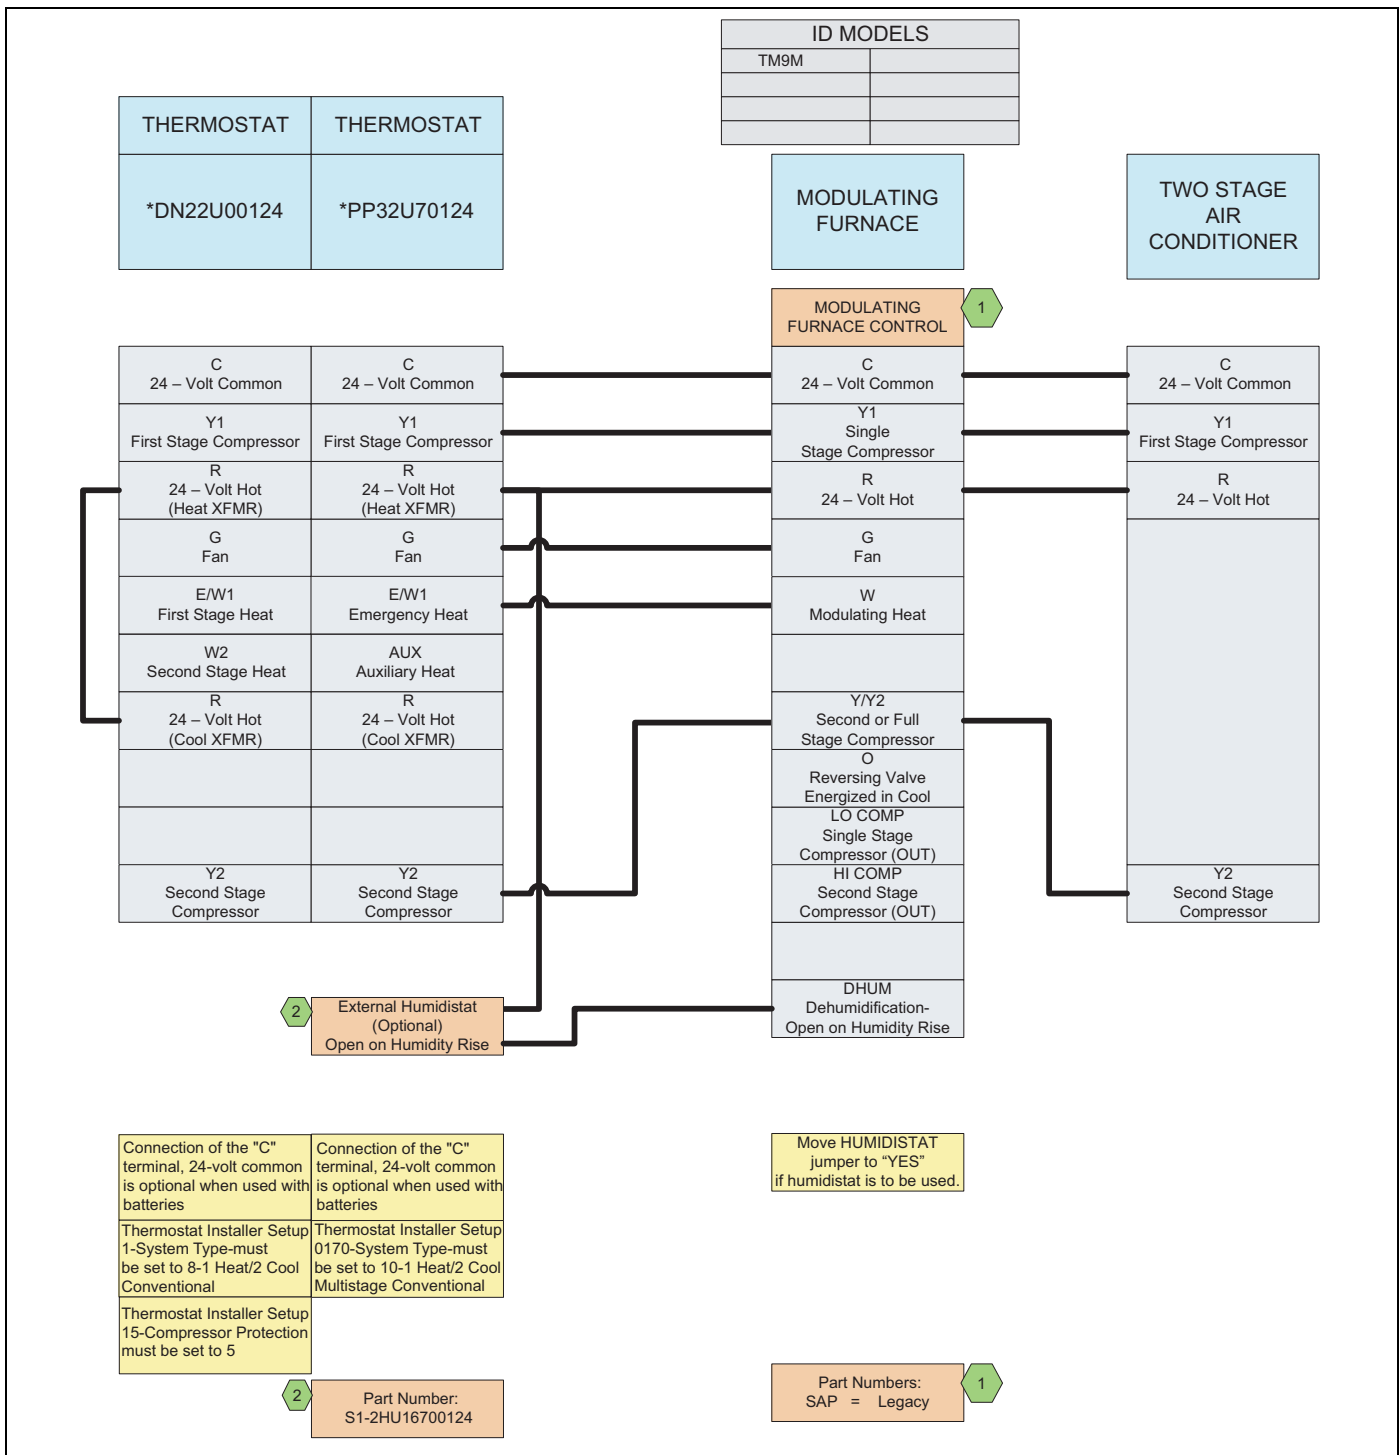 ID MODELS
TM9M
THERMOSTAT
THERMOSTAT
*DN22U00124
*PP32U70124
MODULATING
FURNACE
TWO STAGE
AIR
CONDITIONER
MODULATING
FURNACE CONTROL
1
C
24 – Volt Common
C
24 – Volt Common
C
24 – Volt Common
C
24 – Volt Common
Y1
First Stage Compressor
Y1
First Stage Compressor
Y1
Single
Stage Compressor
Y1
First Stage Compressor
R
24 – Volt Hot
(Heat XFMR)
R
24 – Volt Hot
(Heat XFMR)
R
24 – Volt Hot
R
24 – Volt Hot
G
Fan
G
Fan
G
Fan
E/W1
First Stage Heat
E/W1
Emergency Heat
W
Modulating Heat
W2
Second Stage Heat
AUX
Auxiliary Heat
R
24 – Volt Hot
(Cool XFMR)
R
24 – Volt Hot
(Cool XFMR)
Y/Y2
Second or Full
Stage Compressor
O
Reversing Valve
Energized in Cool
LO COMP
Single Stage
Compressor (OUT)
Y2
Second Stage
Compressor
Y2
Second Stage
Compressor
HI COMP
Second Stage
Compressor (OUT)
Y2
Second Stage
Compressor
2
External Humidistat
(Optional)
Open on Humidity Rise
DHUM
Dehumidification-
Open on Humidity Rise
Connection of the "C"
terminal, 24-volt common
is optional when used with
batteries
Connection of the "C"
terminal, 24-volt common
is optional when used with
batteries
Move HUMIDISTAT
jumper to “YES”
if humidistat is to be used.
Thermostat Installer Setup
1-System Type-must
be set to 8-1 Heat/2 Cool
Conventional
Thermostat Installer Setup
0170-System Type-must
be set to 10-1 Heat/2 Cool
Multistage Conventional
Thermostat Installer Setup
15-Compressor Protection
must be set to 5
2
Part Number:
S1-2HU16700124
Part Numbers:
SAP = Legacy
1